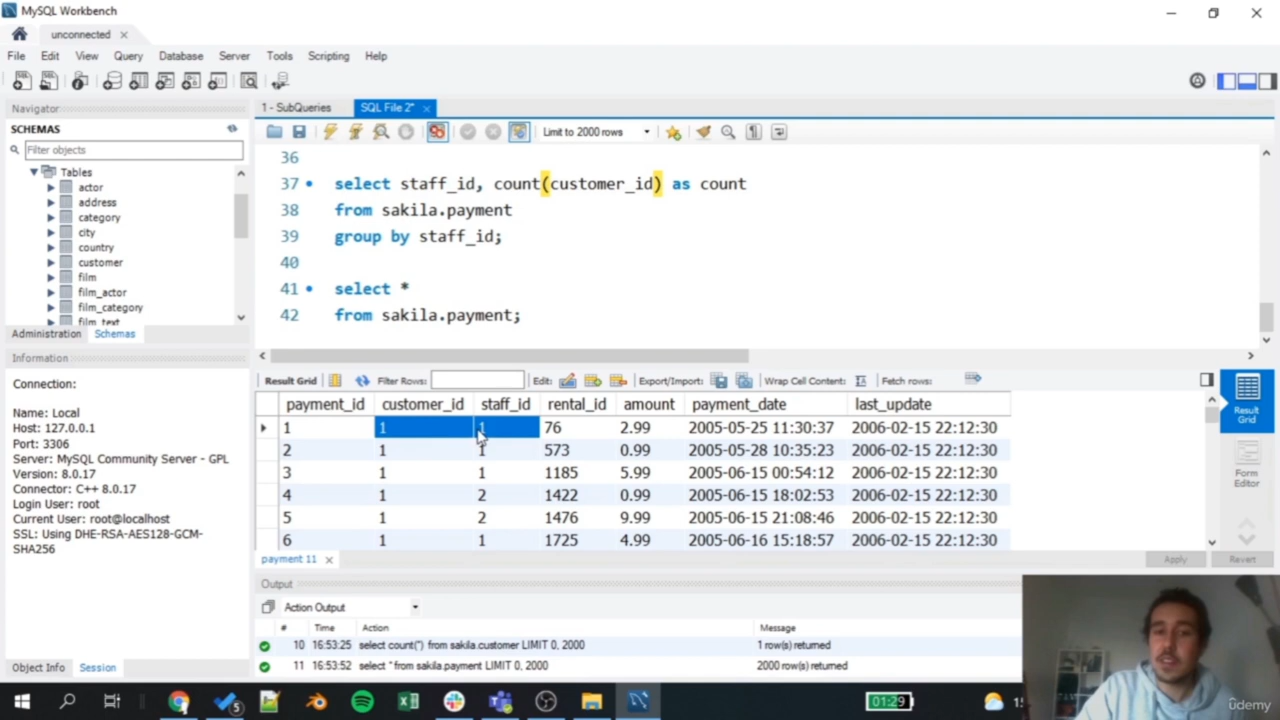 MySQL Workbench
unconnected
File Edit View Query Database Server Tools Scripting Help
Navigator
SCHEMAS
Filter objects
Tables
actor
address
category
city
country
customer
film
film_actor
film_category
film_text
Administration Schemas
Information
Connection:
Name: Local
Host: 127.0.0.1
Port: 3306
Server: MySQL Community Server - GPL
Version: 8.0.17
Connector: C++ 8.0.17
Login User: root
Current User: root@localhost
SSL: Using DHE-RSA-AES128-GCM-
SHA256
Object Info Session
1 - SubQueries SQL File 2*
Limit to 2000 rows
36
37 select staff_id, count(customer_id) as count
38 from sakila.payment
39 group by staff_id;
40
41 select *
42 from sakila.payment;
Result Grid Filter Rows: Edit: Export/Import: Wrap Cell Content: Fetch rows:
payment_id customer_id staff_id rental_id amount payment_date last_update
1 1 1 76 2.99 2005-05-25 11:30:37 2006-02-15 22:12:30
2 1 1 573 0.99 2005-05-28 10:35:23 2006-02-15 22:12:30
3 1 1 1185 5.99 2005-06-15 00:54:12 2006-02-15 22:12:30
4 1 2 1422 0.99 2005-06-15 18:02:53 2006-02-15 22:12:30
5 1 2 1476 9.99 2005-06-15 21:08:46 2006-02-15 22:12:30
6 1 1 1725 4.99 2005-06-16 15:18:57 2006-02-15 22:12:30
Result
Grid
Form
Editor
payment 11
Apply Revert
Output
Action Output
# Time Action Message
10 16:53:25 select count(*) from sakila.customer LIMIT 0, 2000 1 row(s) returned
11 16:53:52 select * from sakila.payment LIMIT 0, 2000 2000 row(s) returned
5
01:29
ûdemy